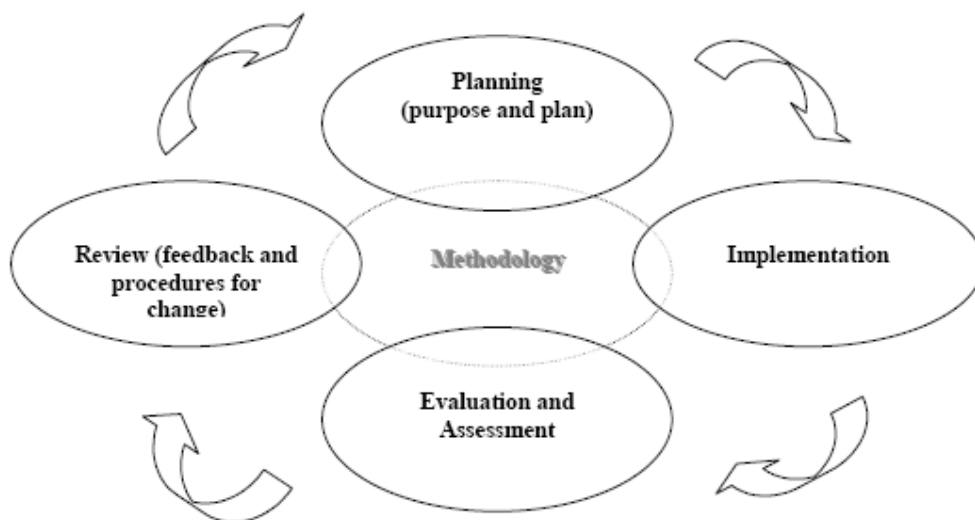 Planning
(purpose and plan)
Review (feedback and
procedures for
change)
Methodology
Implementation
Evaluation and
Assessment